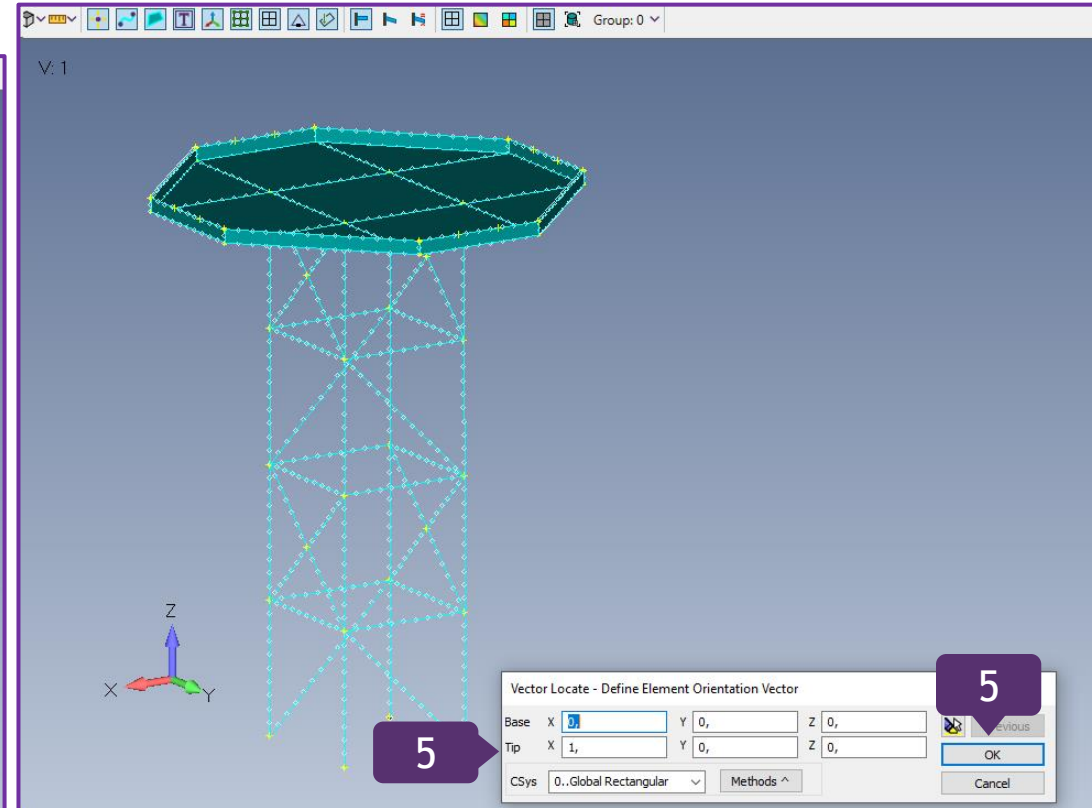 T Group: 0
V: 1
Z
X Y
Vector Locate - Define Element Orientation Vector
5
Base X 0, Y 0, Z 0,
Tip X 1, Y 0, Z 0,
OK
5
CSys 0..Global Rectangular Methods ^ Cancel